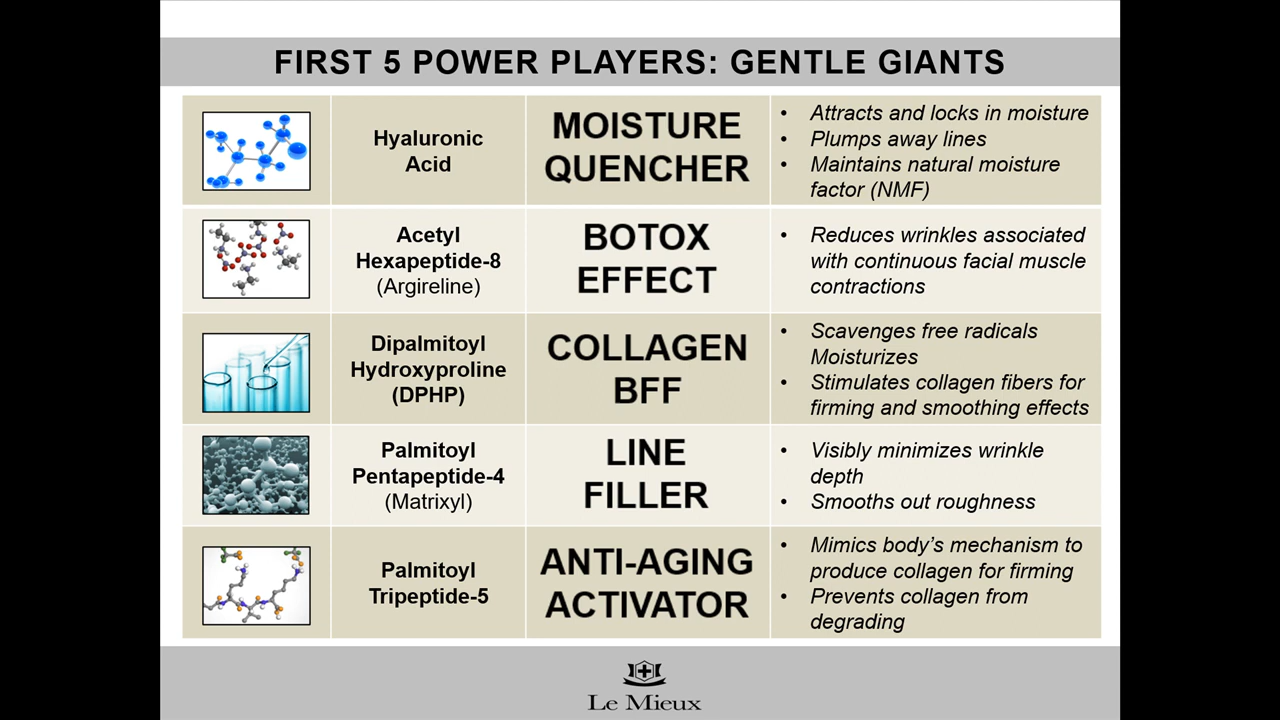 FIRST 5 POWER PLAYERS: GENTLE GIANTS
Hyaluronic
Acid
MOISTURE
QUENCHER
• Attracts and locks in moisture
• Plumps away lines
• Maintains natural moisture
factor (NMF)
Acetyl
Hexapeptide-8
(Argireline)
BOTOX
EFFECT
• Reduces wrinkles associated
with continuous facial muscle
contractions
Dipalmitoyl
Hydroxyproline
(DPHP)
COLLAGEN
BFF
• Scavenges free radicals
Moisturizes
• Stimulates collagen fibers for
firming and smoothing effects
Palmitoyl
Pentapeptide-4
(Matrixyl)
LINE
FILLER
• Visibly minimizes wrinkle
depth
• Smooths out roughness
Palmitoyl
Tripeptide-5
ANTI-AGING
ACTIVATOR
• Mimics body’s mechanism to
produce collagen for firming
• Prevents collagen from
degrading
Le Mieux